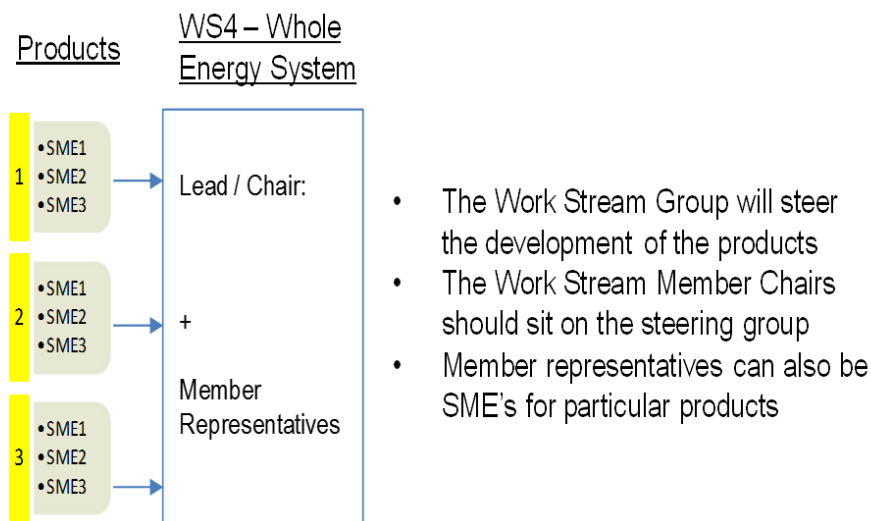 Products
WS4 – Whole
Energy System
1
•SME1
•SME2
•SME3
2
•SME1
•SME2
•SME3
3
•SME1
•SME2
•SME3
Lead / Chair:
+
Member
Representatives
• The Work Stream Group will steer
the development of the products
• The Work Stream Member Chairs
should sit on the steering group
• Member representatives can also be
SME's for particular products